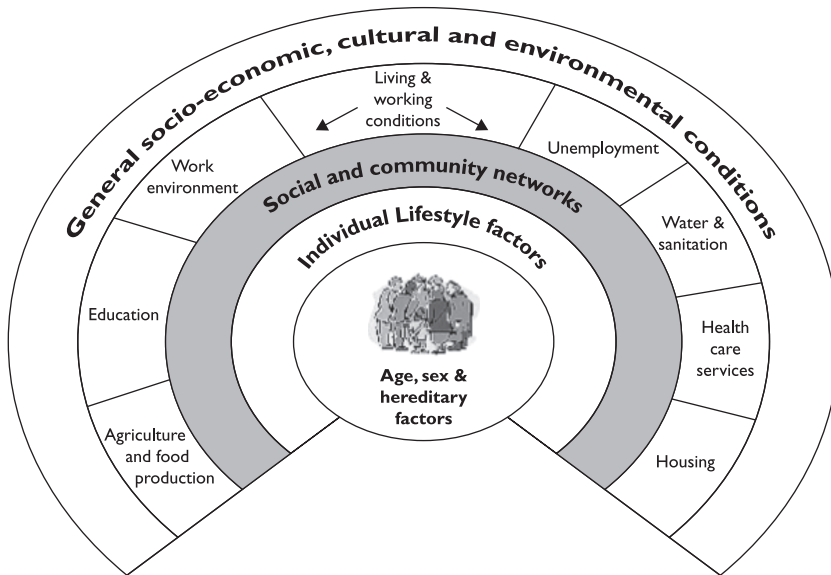 General socio-economic, cultural and environmental conditions
Living &
working
conditions
Work
environment
Unemployment
Social and community networks
Water &
sanitation
Individual Lifestyle factors
Education
Health
care
services
Age, sex &
hereditary
factors
Agriculture
and food
production
Housing